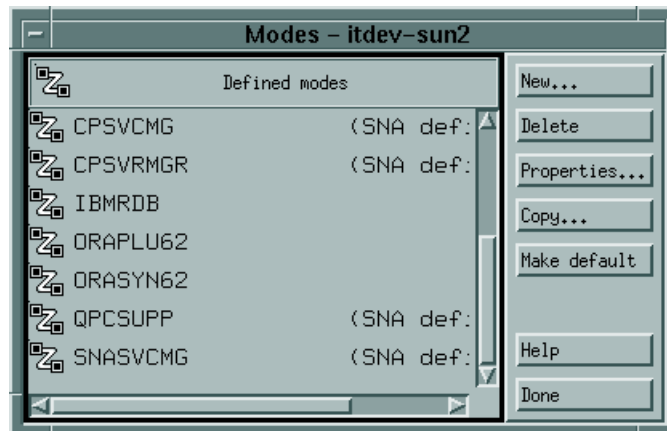 Modes - itdev-sun2
Defined modes
CPSVCMG (SNA def:
CPSVRMGR (SNA def:
IBMRDB
ORAPLU62
ORASYN62
QPCSUPP (SNA def:
SNASVCMG (SNA def:
New...
Delete
Properties...
Copy...
Make default
Help
Done